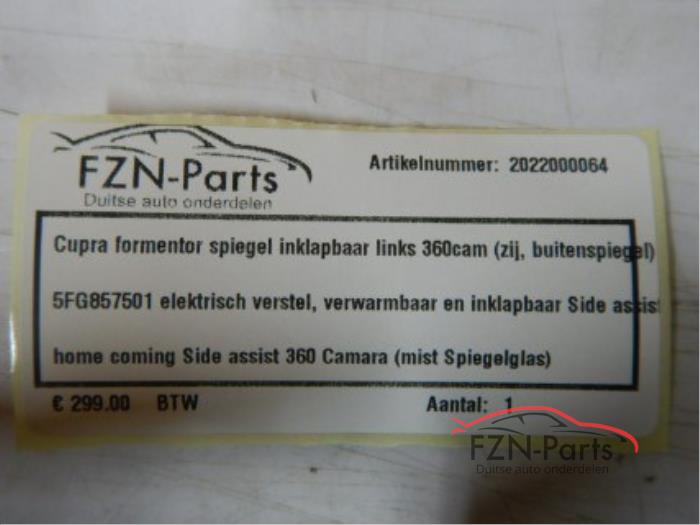 FZN-Parts
Duitse auto onderdelen
Artikelnummer: 2022000064
Cupra formentor spiegel inklapbaar links 360cam (zij, buitenspiegel)
5FG857501 elektrisch verstel, verwarmbaar en inklapbaar Side assist
home coming Side assist 360 Camara (mist Spiegelglas)
€ 299.00 BTW
Aantal: 1
FZN-Parts
Duitse auto onderdelen